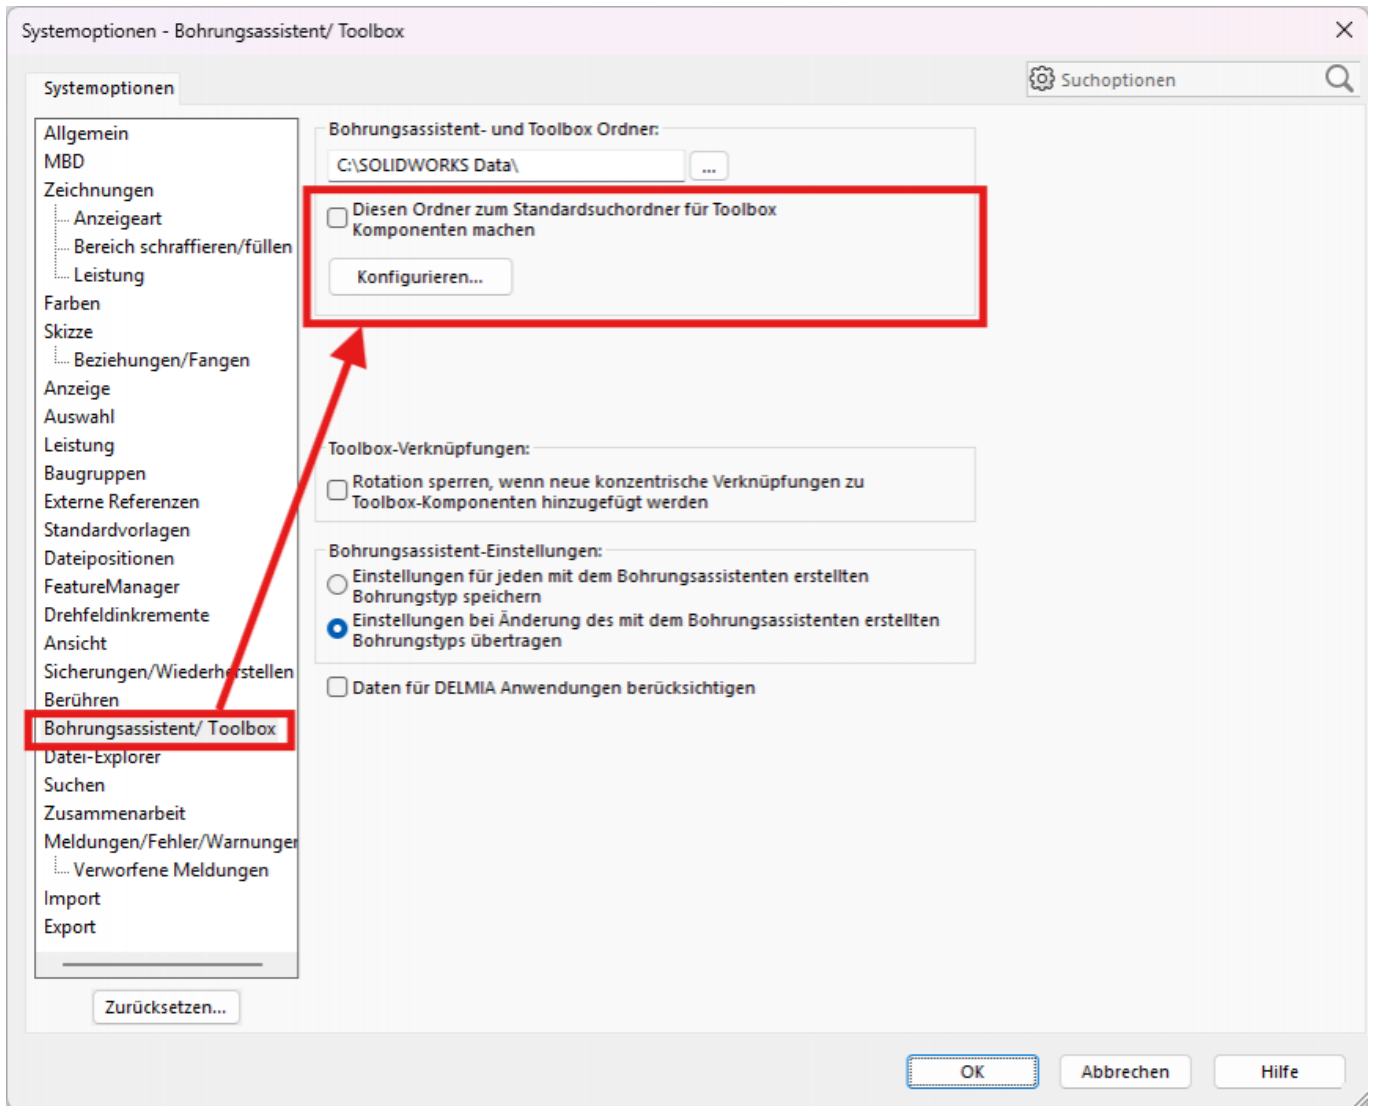 Systemoptionen - Bohrungsassistent/ Toolbox
Systemoptionen
Suchoptionen
Allgemein
MBD
Zeichnungen
Anzeigeart
Bereich schraffieren/füllen
Leistung
Farben
Skizze
Beziehungen/Fangen
Anzeige
Auswahl
Leistung
Baugruppen
Externe Referenzen
Standardvorlagen
Dateipositionen
FeatureManager
Drehfeldinkremente
Ansicht
Sicherungen/Wiederherstellen
Berühren
Bohrungsassistent/ Toolbox
Datei-Explorer
Suchen
Zusammenarbeit
Meldungen/Fehler/Warnunger
Verworfene Meldungen
Import
Export
Zurücksetzen...
Bohrungsassistent- und Toolbox Ordner:
C:\SOLIDWORKS Data\
...
Diesen Ordner zum Standardsuchordner für Toolbox
Komponenten machen
Konfigurieren...
Toolbox-Verknüpfungen:
Rotation sperren, wenn neue konzentrische Verknüpfungen zu
Toolbox-Komponenten hinzugefügt werden
Bohrungsassistent-Einstellungen:
Einstellungen für jeden mit dem Bohrungsassistenten erstellten
Bohrungstyp speichern
Einstellungen bei Änderung des mit dem Bohrungsassistenten erstellten
Bohrungstyps übertragen
Daten für DELMIA Anwendungen berücksichtigen
OK
Abbrechen
Hilfe